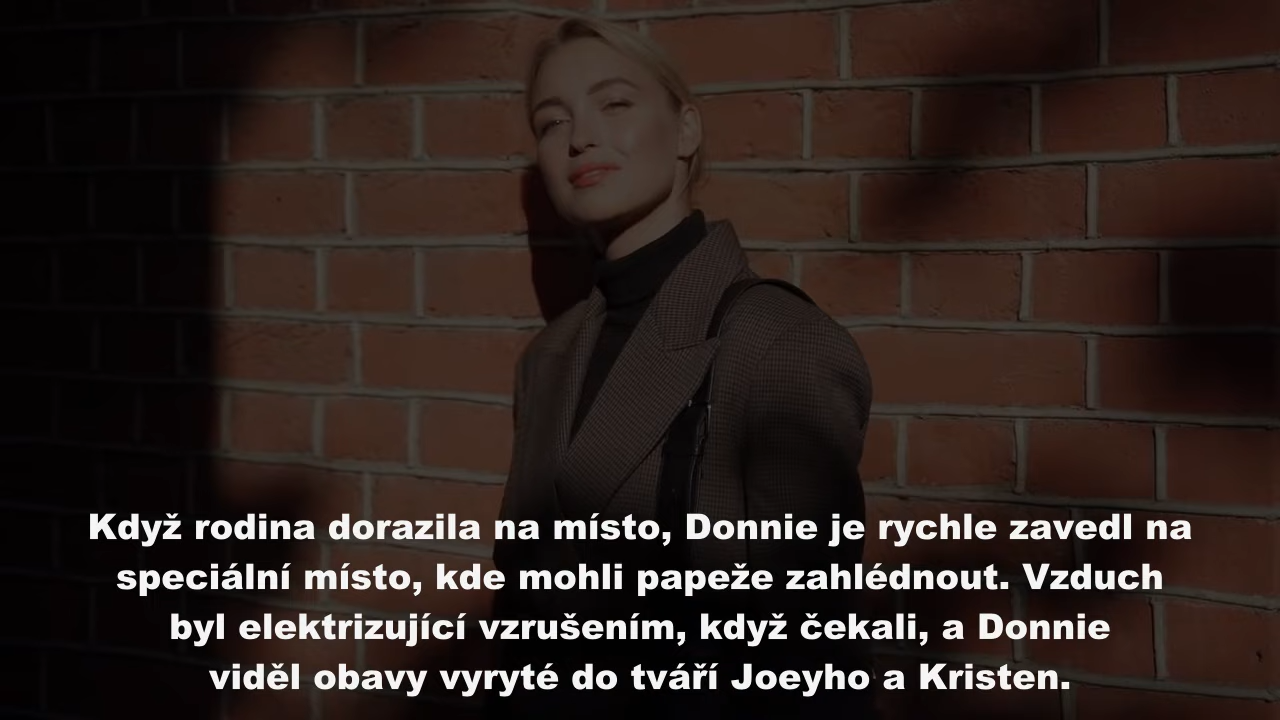 Když rodina dorazila na místo, Donnie je rychle zavedl na
speciální místo, kde mohli papeže zahlédnout. Vzduch
byl elektrizující vzrušením, když čekali, a Donnie
viděl obavy vyryté do tváří Joeyho a Kristen.